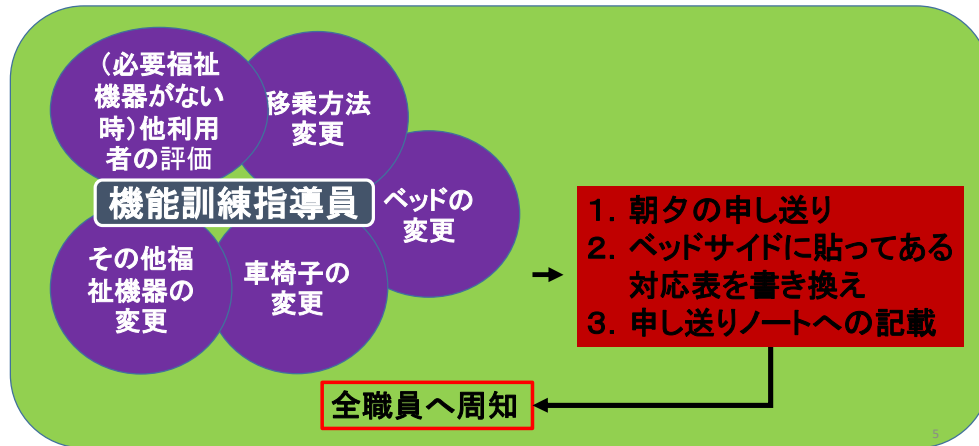 (必要福祉
機器がない
時)他利用
者の評価
移乗方法
変更
機能訓練指導員
ベッドの
変更
その他福
祉機器の
変更
車椅子の
変更
1. 朝夕の申し送り
2. ベッドサイドに貼ってある
対応表を書き換え
3. 申し送りノートへの記載
全職員へ周知
5